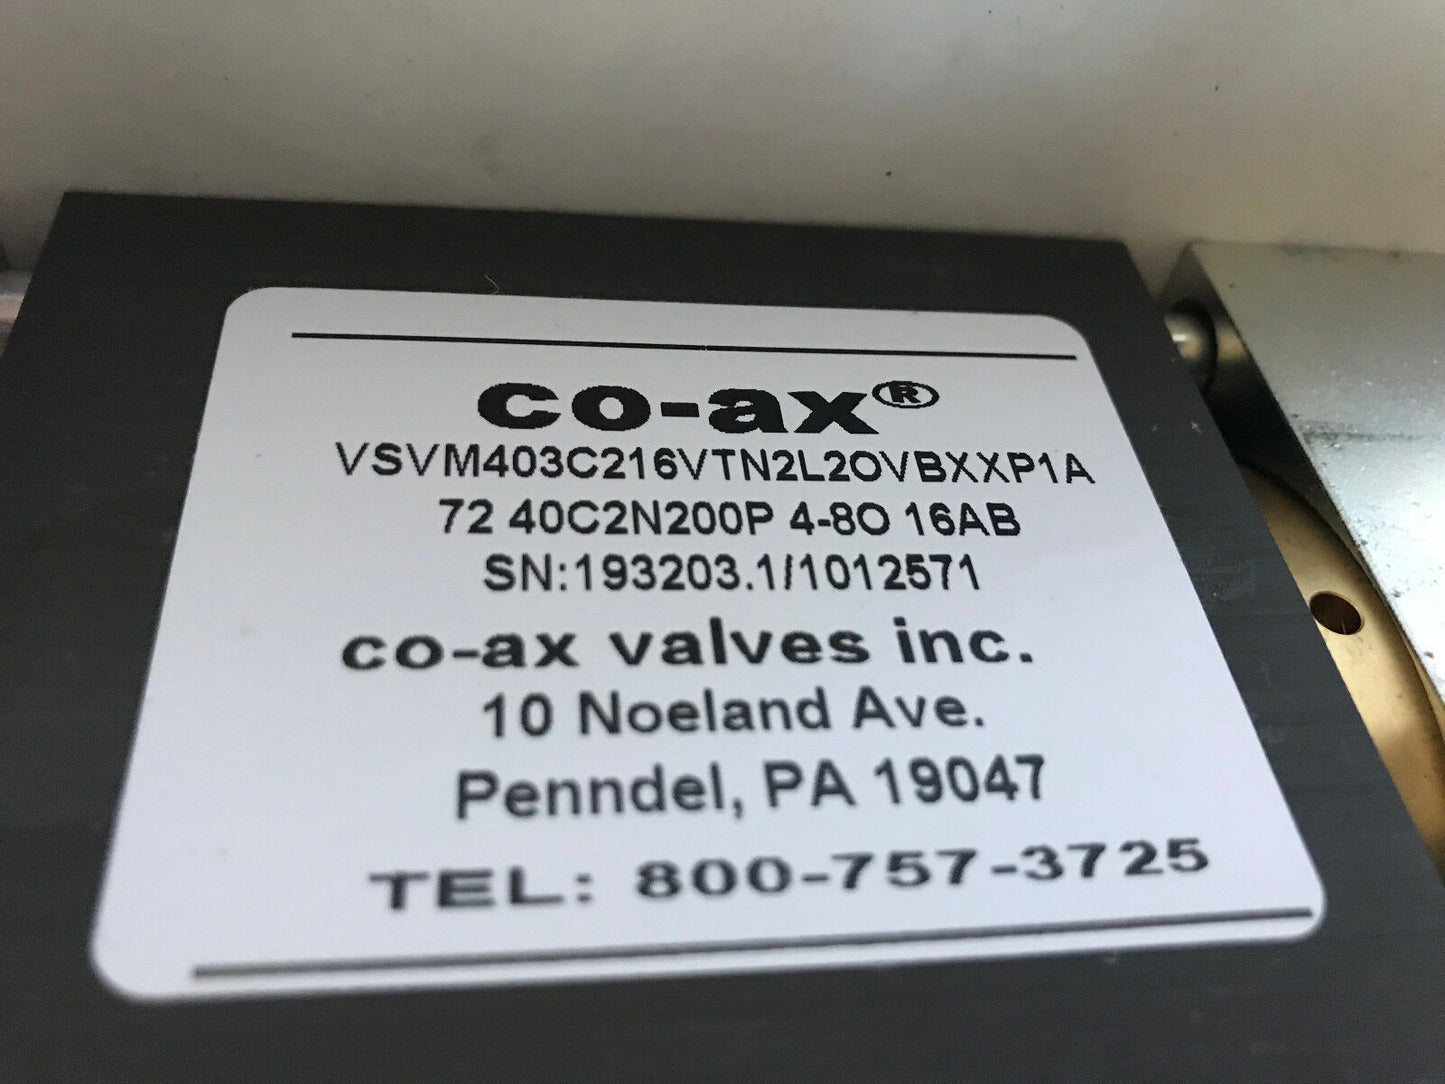 co-ax®
VSVM403C216VTN2L2OVBXXP1A
72 40C2N200P 4-8O 16AB
SN:193203.1/1012571
co-ax valves inc.
10 Noeland Ave.
Penndel, PA 19047
TEL: 800-757-3725